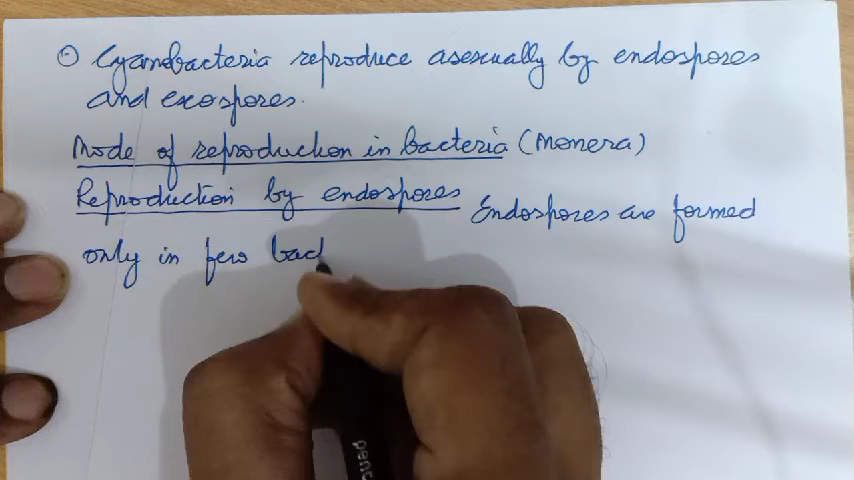 Cyanobacteria reproduce asexually by endospores
and exospores.
Mode of reproduction in bacteria (Monera)
Reproduction by endospores Endospores are formed
only in few bac